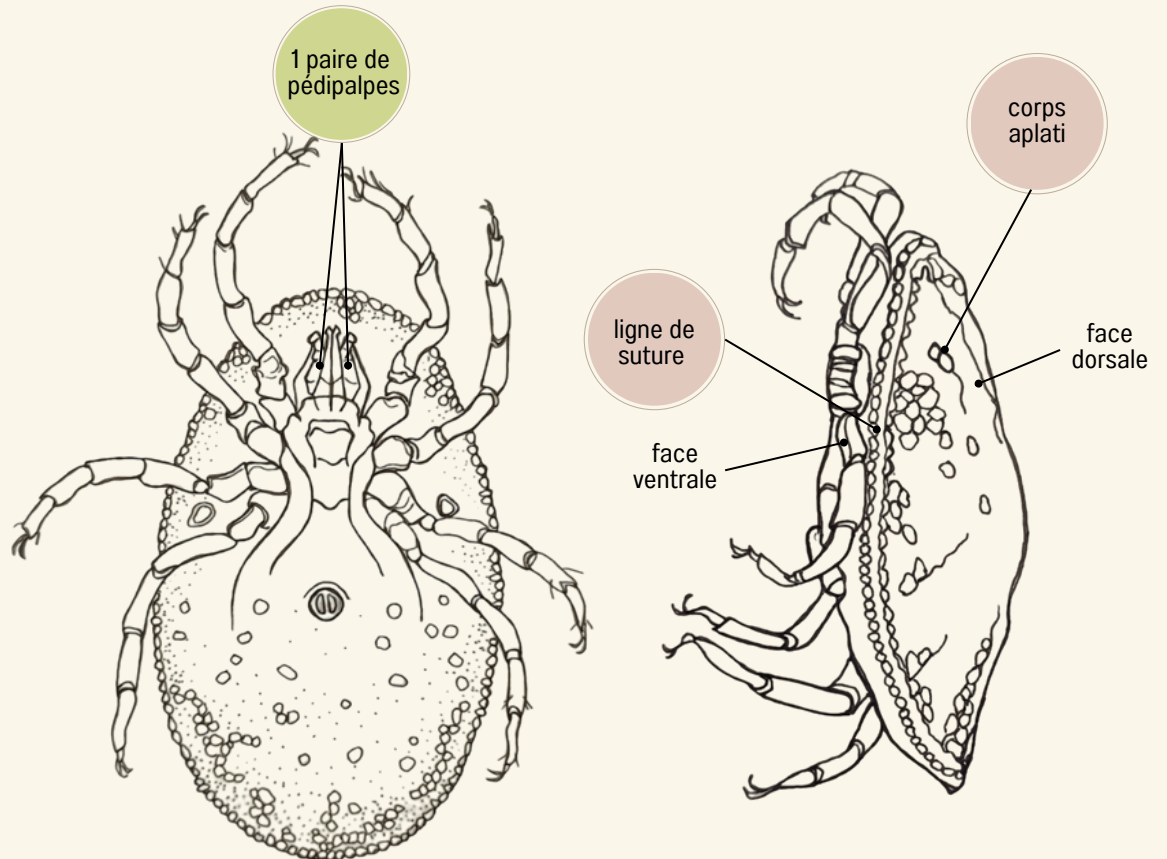 1 paire de
pédipalpes
corps
aplati
ligne de
suture
face
dorsale
face
ventrale